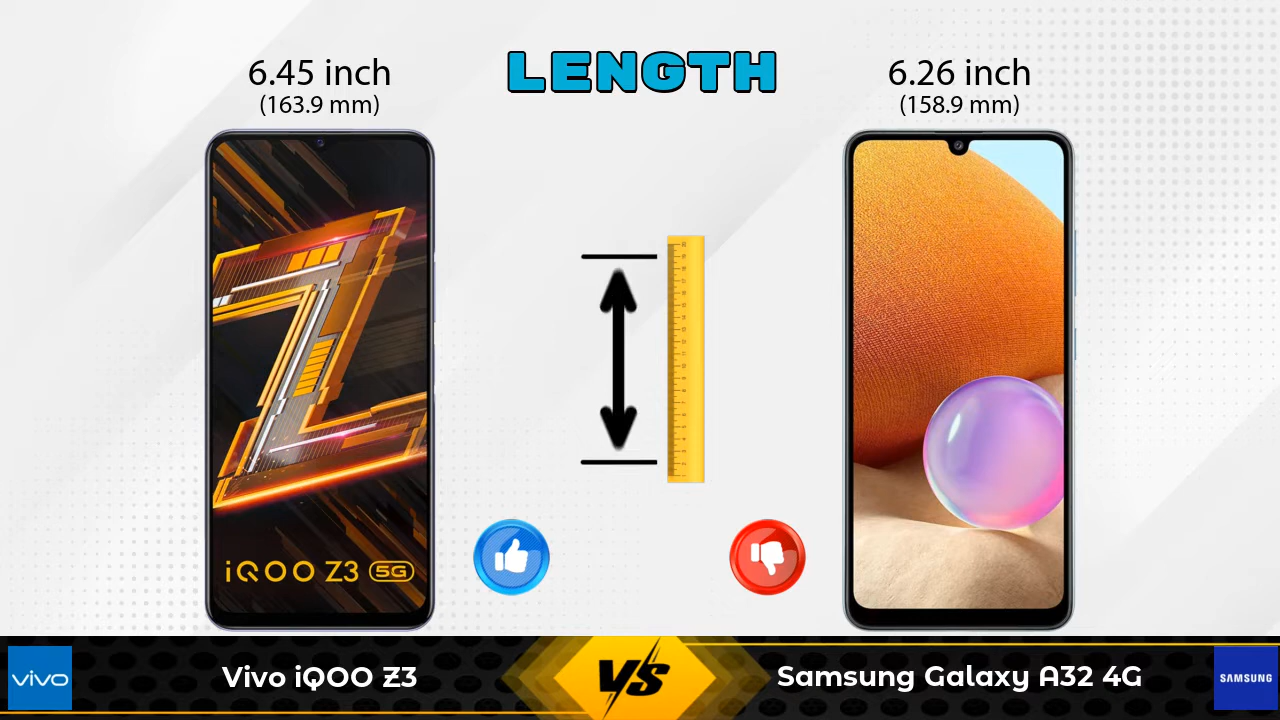 LENGTH
6.45 inch
(163.9 mm)
6.26 inch
(158.9 mm)
iQOO Z3 5G
vivo
Vivo iQOO Z3
VS
Samsung Galaxy A32 4G
SAMSUNG